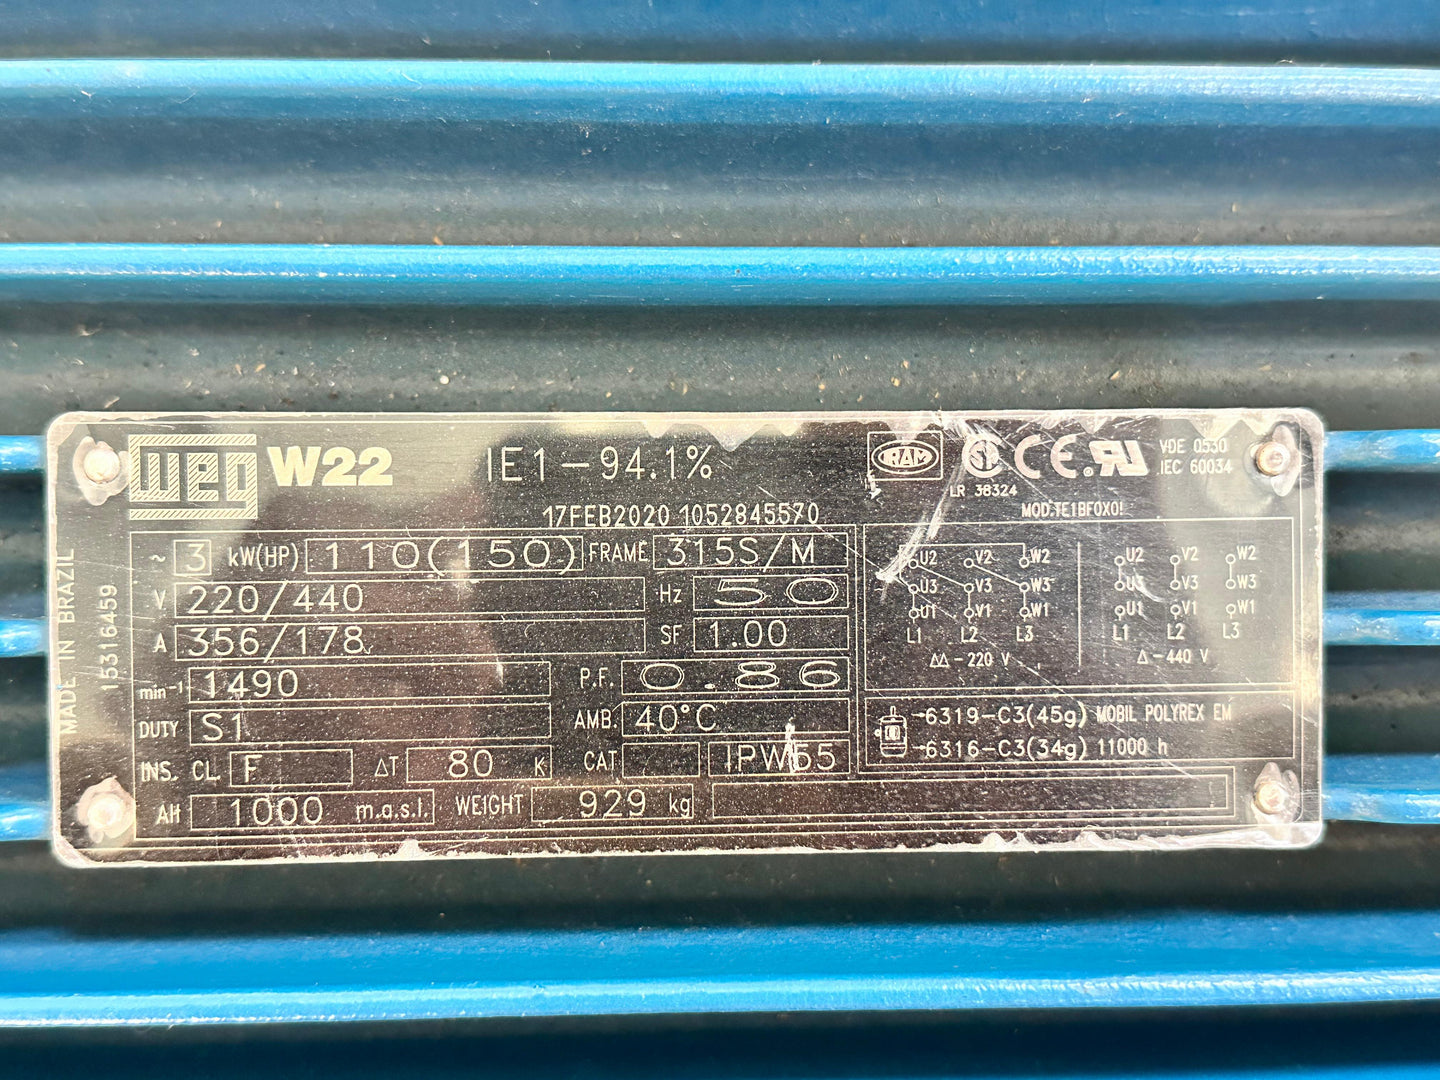 WEG W22 IE1-94.1%
IRAM
LR 38324
VDE 0530
IEC 60034
17FEB2020 1052845570
MOD.TE1BFOX0!
MADE IN BRAZIL
15316459
~ 3 kW(HP) 110(150) FRAME 315S/M
V 220/440 Hz 50
A 356/178 SF 1.00
min⁻¹ 1490 P.F. 0.86
DUTY S1 AMB. 40°C
INS. CL. F ΔT 80 K CAT IPW55
Alt 1000 m.a.s.l. WEIGHT 929 kg
U2 V2 W2
U3 V3 W3
U1 V1 W1
L1 L2 L3
ΔΔ-220 V
U2 V2 W2
U3 V3 W3
U1 V1 W1
L1 L2 L3
Δ-440 V
6319-C3(45g) MOBIL POLYREX EM
6316-C3(34g) 11000 h